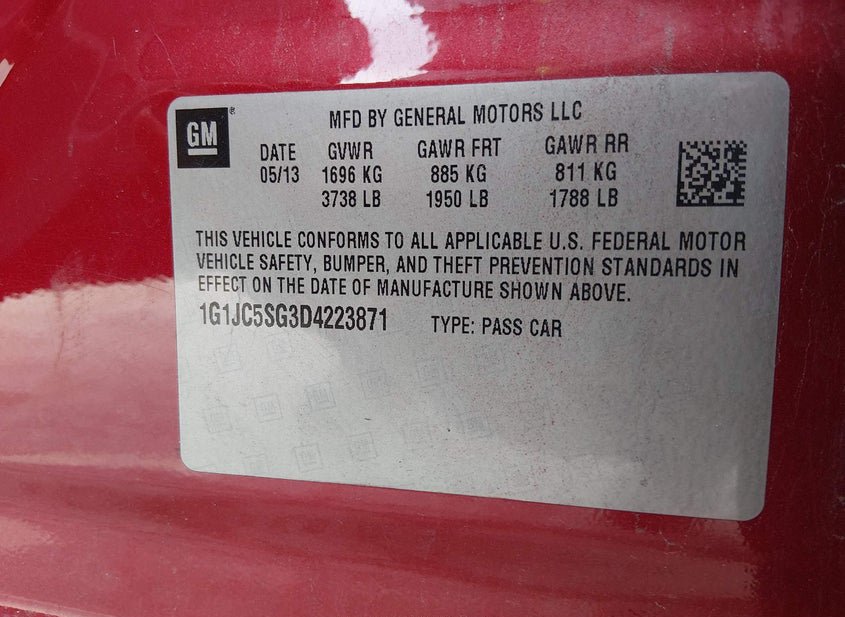 GM ®
MFD BY GENERAL MOTORS LLC
DATE GVWR GAWR FRT GAWR RR
05/13 1696 KG 885 KG 811 KG
3738 LB 1950 LB 1788 LB
THIS VEHICLE CONFORMS TO ALL APPLICABLE U.S. FEDERAL MOTOR
VEHICLE SAFETY, BUMPER, AND THEFT PREVENTION STANDARDS IN
EFFECT ON THE DATE OF MANUFACTURE SHOWN ABOVE.
1G1JC5SG3D4223871 TYPE: PASS CAR